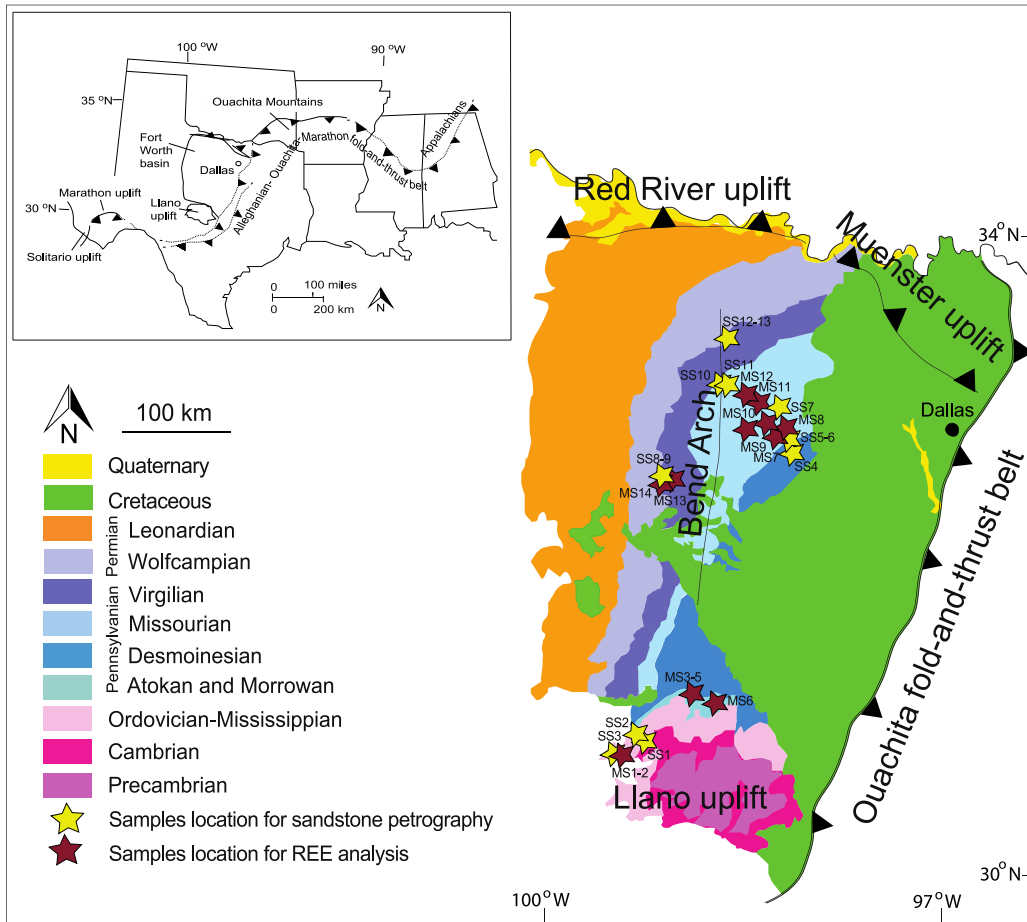 100 °W
90 °W
35 °N
Ouachita Mountains
Fort
Worth
basin
Dallas
Marathon uplift
30 °N
Llano
uplift
Solitario uplift
Alleghanian-Ouachita-Marathon
fold-and-thrust belt
Appalachians
0 100 miles
0 200 km
N
N
100 km
Quaternary
Cretaceous
Permian
Leonardian
Wolfcampian
Pennsylvanian
Virgilian
Missourian
Desmoinesian
Atokan and Morrowan
Ordovician-Mississippian
Cambrian
Precambrian
Samples location for sandstone petrography
Samples location for REE analysis
Red River uplift
Muenster uplift
34°N
SS12-13
SS11
SS10
MS12
MS11
SS7
MS10
MS8
Dallas
SS5-6
MS9
MS7
SS4
SS8-9
MS14
MS13
Bend Arch
Ouachita fold-and-thrust belt
MS3-5
MS6
SS2
SS3
SS1
MS1-2
Llano uplift
30°N
100 °W
97°W